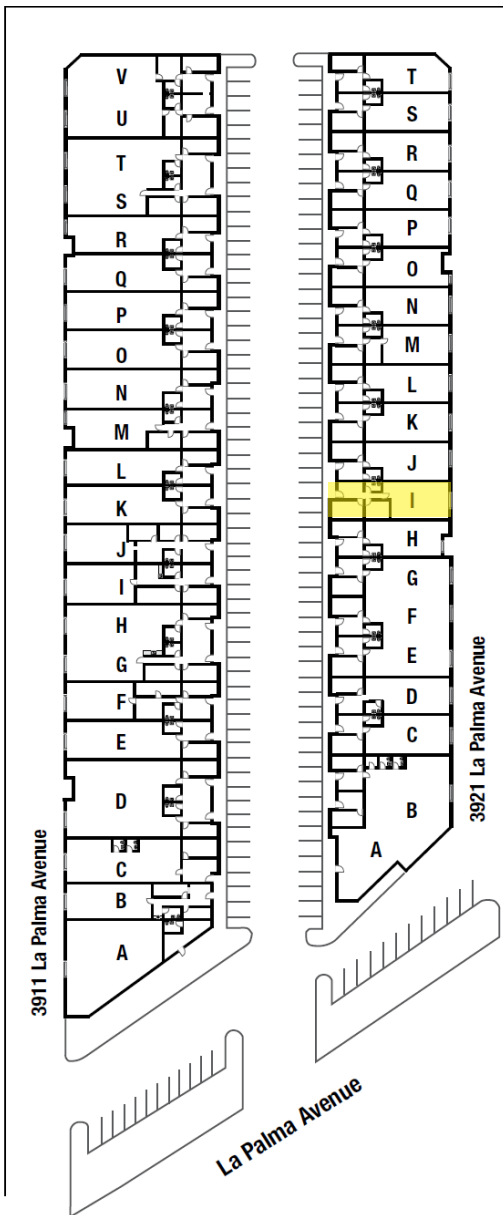 V
U
T
S
R
Q
P
O
N
M
L
K
J
I
H
G
F
E
D
C
B
A
3911 La Palma Avenue
T
S
R
Q
P
O
N
M
L
K
J
I
H
G
F
E
D
C
B
A
3921 La Palma Avenue
La Palma Avenue